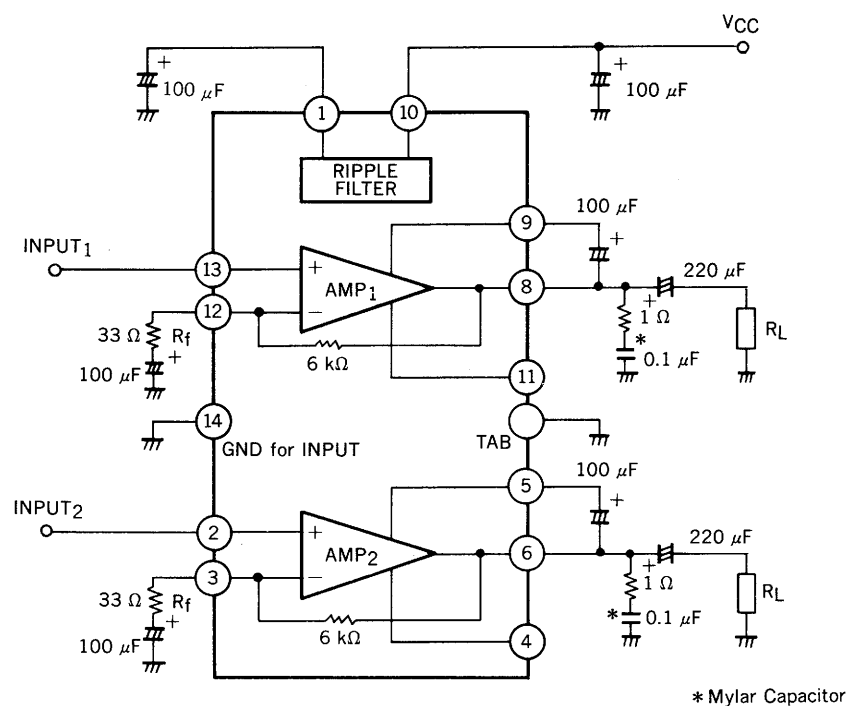 VCC
+
100 μF
+
100 μF
1
10
RIPPLE
FILTER
9
100 μF
+
INPUT1
13
+
AMP1
8
220 μF
+
12
−
33 Ω
Rf
+
100 μF
6 kΩ
1 Ω
*
0.1 μF
RL
11
14
GND for INPUT
TAB
5
100 μF
+
INPUT2
2
+
AMP2
6
220 μF
+
3
−
33 Ω
Rf
+
100 μF
6 kΩ
1 Ω
*
0.1 μF
RL
4
* Mylar Capacitor